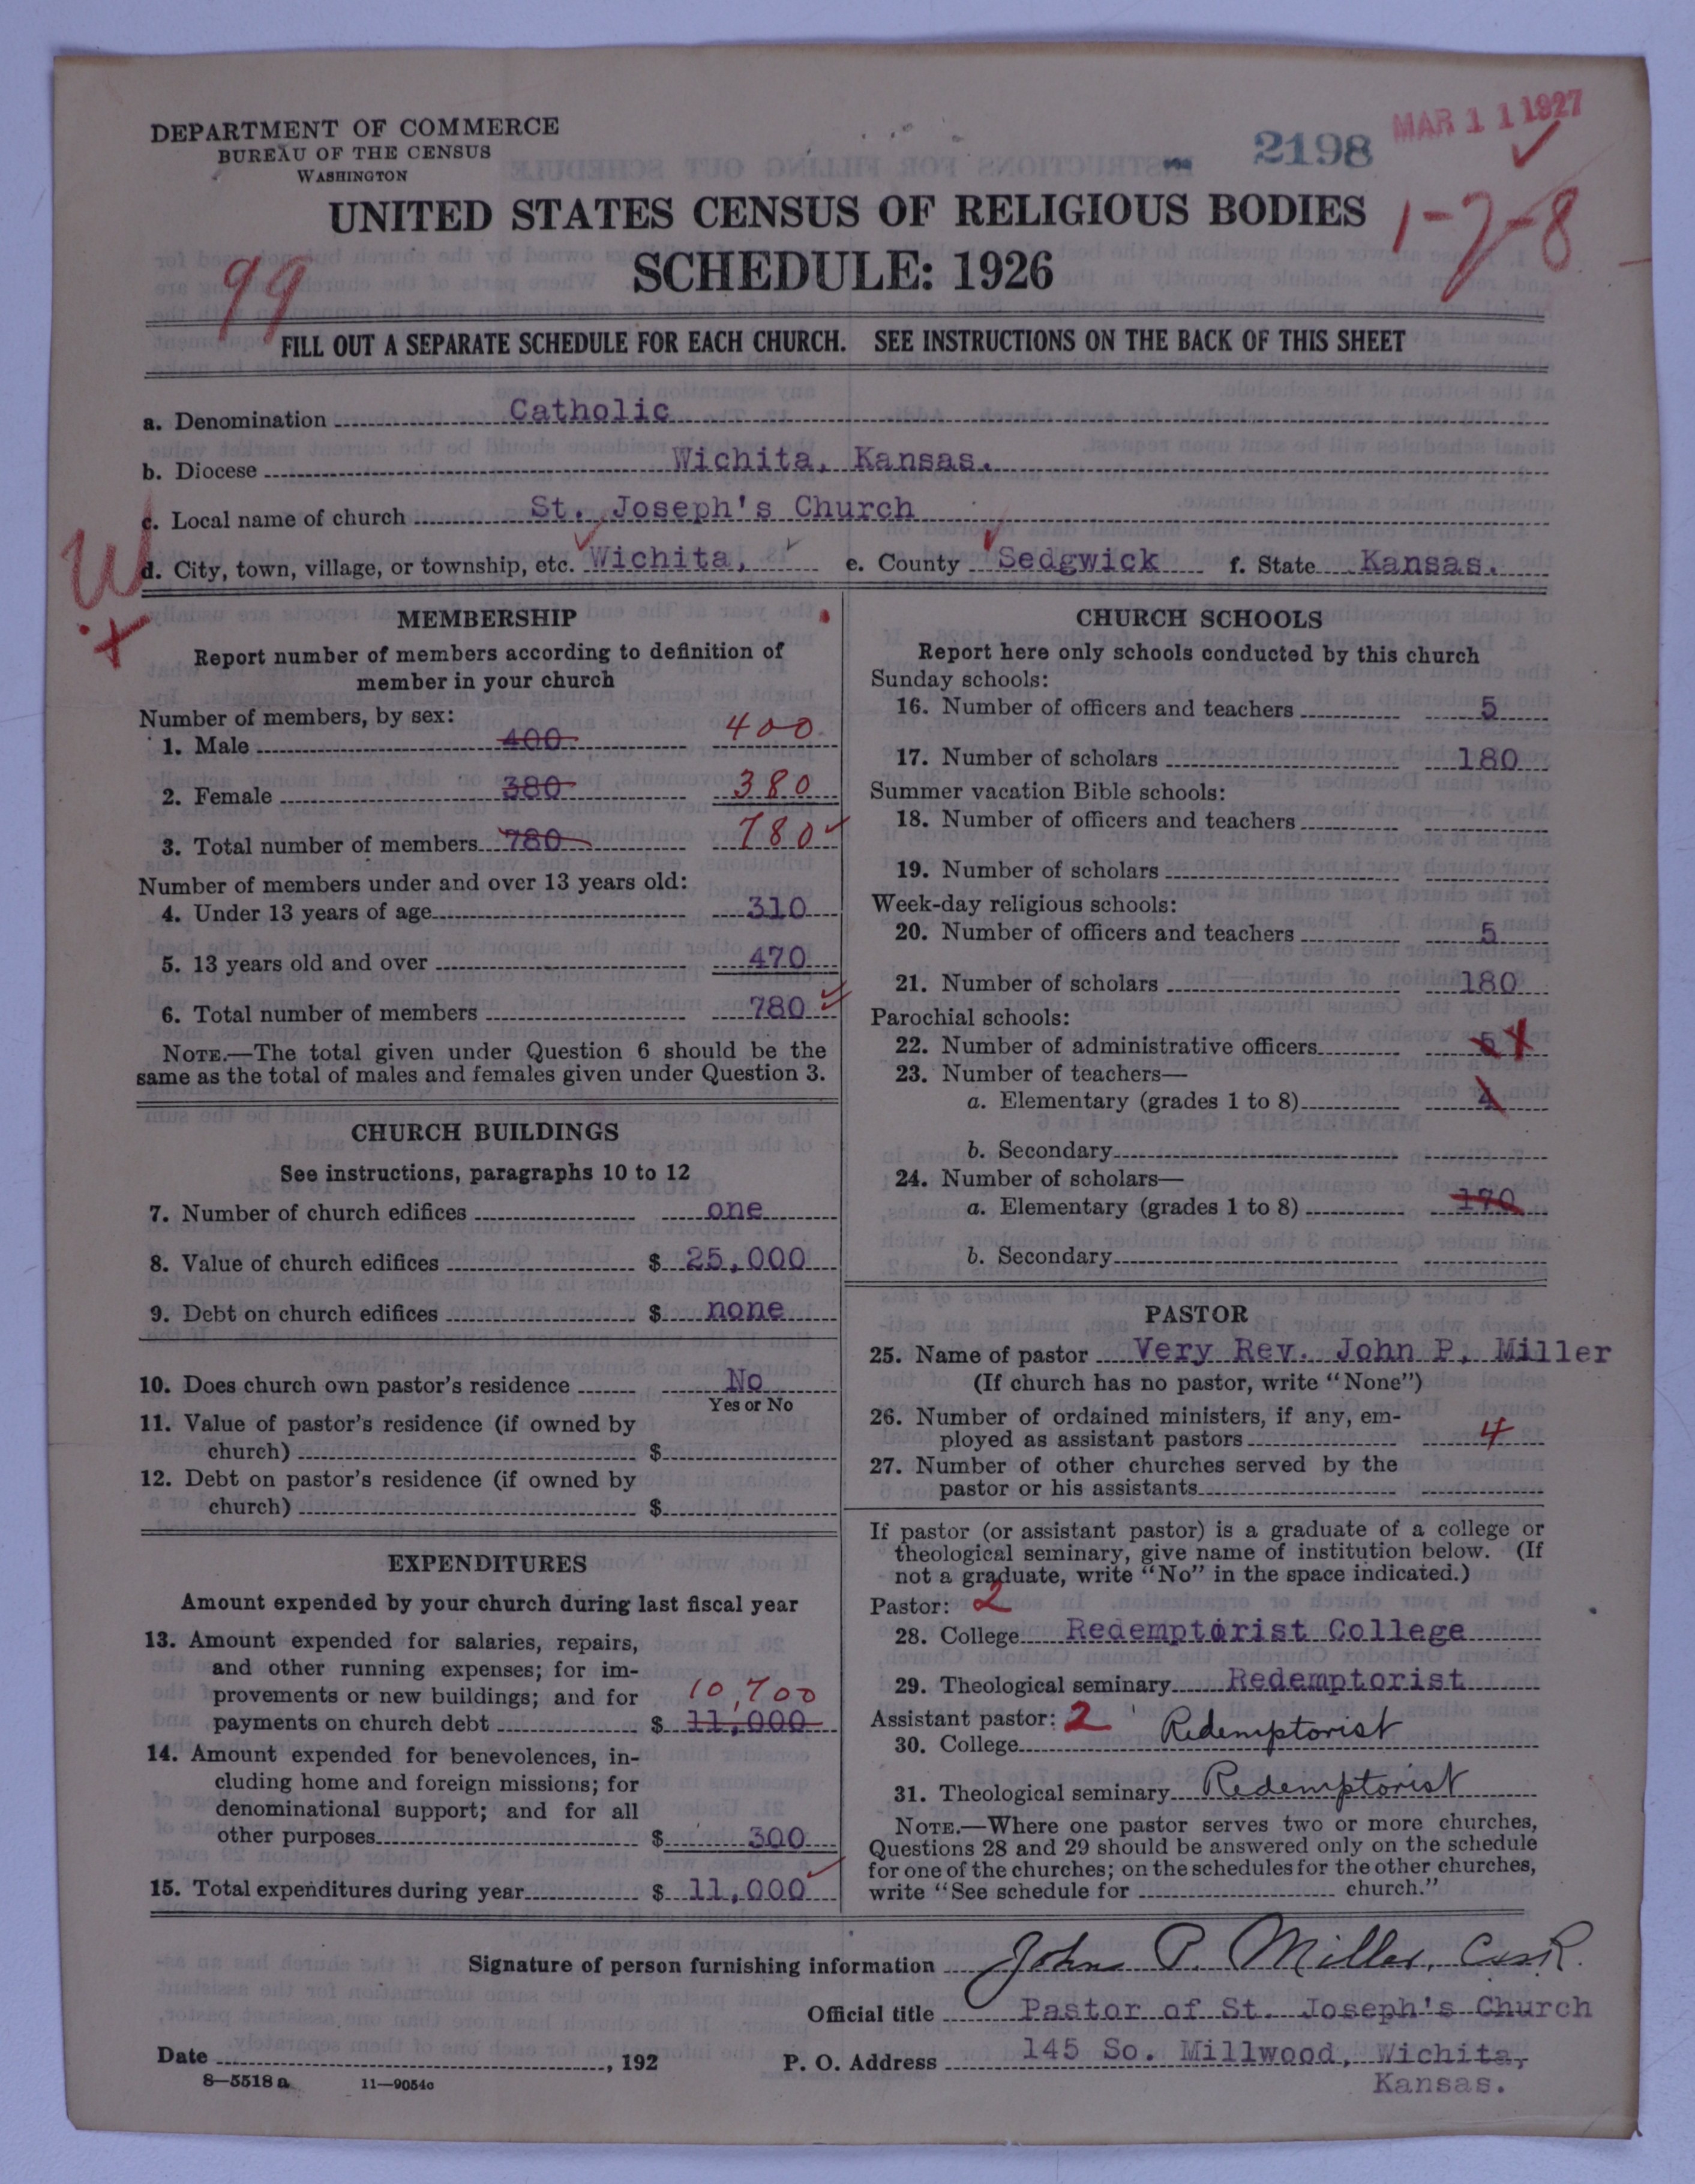 DEPARTMENT OF COMMERCE
BUREAU OF THE CENSUS
WASHINGTON
2198
MAR 11 1927
UNITED STATES CENSUS OF RELIGIOUS BODIES
1-7-8
99
SCHEDULE: 1926
FILL OUT A SEPARATE SCHEDULE FOR EACH CHURCH. SEE INSTRUCTIONS ON THE BACK OF THIS SHEET
a. Denomination Catholic
b. Diocese Wichita, Kansas.
c. Local name of church St. Joseph's Church
d. City, town, village, or township, etc. Wichita, e. County Sedgwick f. State Kansas.
MEMBERSHIP
Report number of members according to definition of
member in your church
Number of members, by sex:
1. Male 400 400
2. Female 380 380
3. Total number of members 780 780
Number of members under and over 13 years old:
4. Under 13 years of age 310
5. 13 years old and over 470
6. Total number of members 780
NOTE.—The total given under Question 6 should be the
same as the total of males and females given under Question 3.
CHURCH BUILDINGS
See instructions, paragraphs 10 to 12
7. Number of church edifices one
8. Value of church edifices $ 25,000
9. Debt on church edifices $ none
10. Does church own pastor's residence No
Yes or No
11. Value of pastor's residence (if owned by
church) $
12. Debt on pastor's residence (if owned by
church) $
EXPENDITURES
Amount expended by your church during last fiscal year
13. Amount expended for salaries, repairs,
and other running expenses; for im-
provements or new buildings; and for 10,700
payments on church debt $ 11,000
14. Amount expended for benevolences, in-
cluding home and foreign missions; for
denominational support; and for all
other purposes $ 300
15. Total expenditures during year $ 11,000
CHURCH SCHOOLS
Report here only schools conducted by this church
Sunday schools:
16. Number of officers and teachers 5
17. Number of scholars 180
Summer vacation Bible schools:
18. Number of officers and teachers
19. Number of scholars
Week-day religious schools:
20. Number of officers and teachers 5
21. Number of scholars 180
Parochial schools:
22. Number of administrative officers
23. Number of teachers—
a. Elementary (grades 1 to 8) 4
b. Secondary
24. Number of scholars—
a. Elementary (grades 1 to 8) 170
b. Secondary
PASTOR
25. Name of pastor Very Rev. John P. Miller
(If church has no pastor, write "None")
26. Number of ordained ministers, if any, em-
ployed as assistant pastors 4
27. Number of other churches served by the
pastor or his assistants
If pastor (or assistant pastor) is a graduate of a college or
theological seminary, give name of institution below. (If
not a graduate, write "No" in the space indicated.)
Pastor: 2
28. College Redemptorist College
29. Theological seminary Redemptorist
Assistant pastor: 2
30. College Redemptorist
31. Theological seminary Redemptorist
NOTE.—Where one pastor serves two or more churches,
Questions 28 and 29 should be answered only on the schedule
for one of the churches; on the schedules for the other churches,
write "See schedule for church."
Signature of person furnishing information John P. Miller, CssR.
Official title Pastor of St. Joseph's Church
Date , 192 P. O. Address 145 So. Millwood, Wichita,
Kansas.
8—5518a 11—9054c